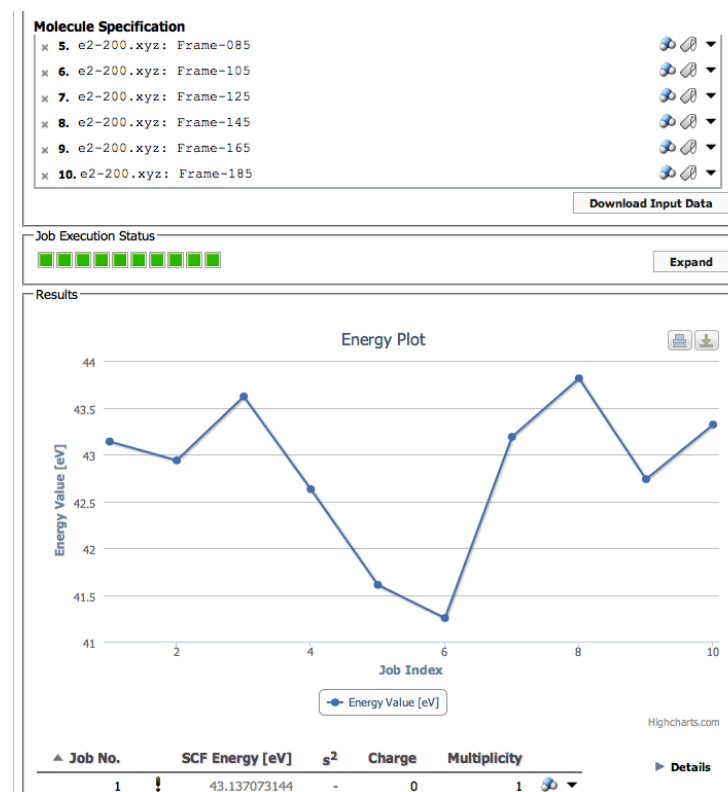 Molecule Specification
× 5. e2-200.xyz: Frame-085
× 6. e2-200.xyz: Frame-105
× 7. e2-200.xyz: Frame-125
× 8. e2-200.xyz: Frame-145
× 9. e2-200.xyz: Frame-165
× 10. e2-200.xyz: Frame-185
Download Input Data
Job Execution Status
Expand
Results
Energy Plot
44
43.5
43
42.5
42
41.5
41
Energy Value [eV]
2 4 6 8 10
Job Index
Energy Value [eV]
Highcharts.com
▲ Job No. SCF Energy [eV] s² Charge Multiplicity ▶ Details
1 ! 43.137073144 - 0 1